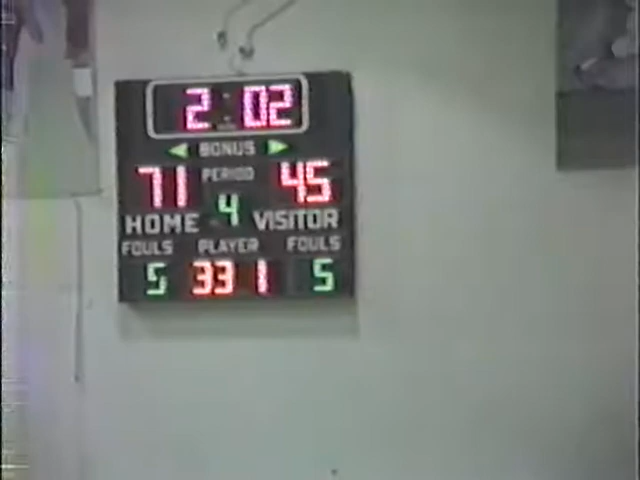 2:02
BONUS
71 PERIOD 45
HOME 4 VISITOR
FOULS PLAYER FOULS
5 33 1 5